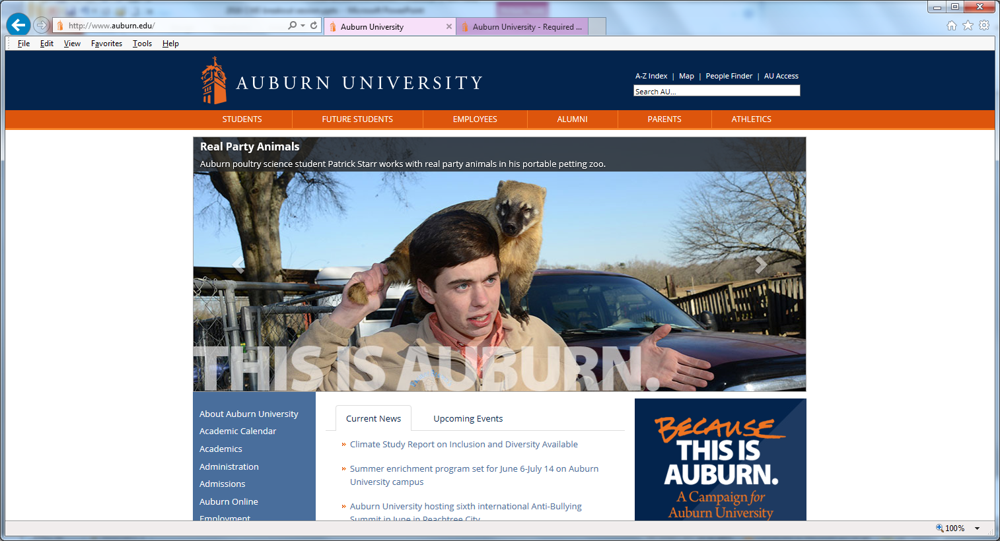 http://www.auburn.edu/
Auburn University
Auburn University - Required ...
File Edit View Favorites Tools Help
AUBURN UNIVERSITY
A-Z Index | Map | People Finder | AU Access
Search AU...
STUDENTS
FUTURE STUDENTS
EMPLOYEES
ALUMNI
PARENTS
ATHLETICS
Real Party Animals
Auburn poultry science student Patrick Starr works with real party animals in his portable petting zoo.
THIS IS AUBURN.
About Auburn University
Academic Calendar
Academics
Administration
Admissions
Auburn Online
Employment
Current News
Upcoming Events
Climate Study Report on Inclusion and Diversity Available
Summer enrichment program set for June 6-July 14 on Auburn
University campus
Auburn University hosting sixth international Anti-Bullying
Summit in June in Peachtree City
BECAUSE
THIS IS
AUBURN.
A Campaign for
Auburn University
100%